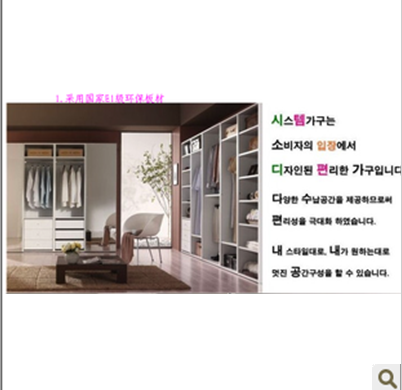 1.采用国家E1级环保板材
시스템가구는
소비자의 입장에서
디자인된 편리한 가구입니다
다양한 수납공간을 제공하므로써
편리성을 극대화 하였습니다.
내 스타일대로, 내가 원하는대로
멋진 공간구성을 할 수 있습니다.